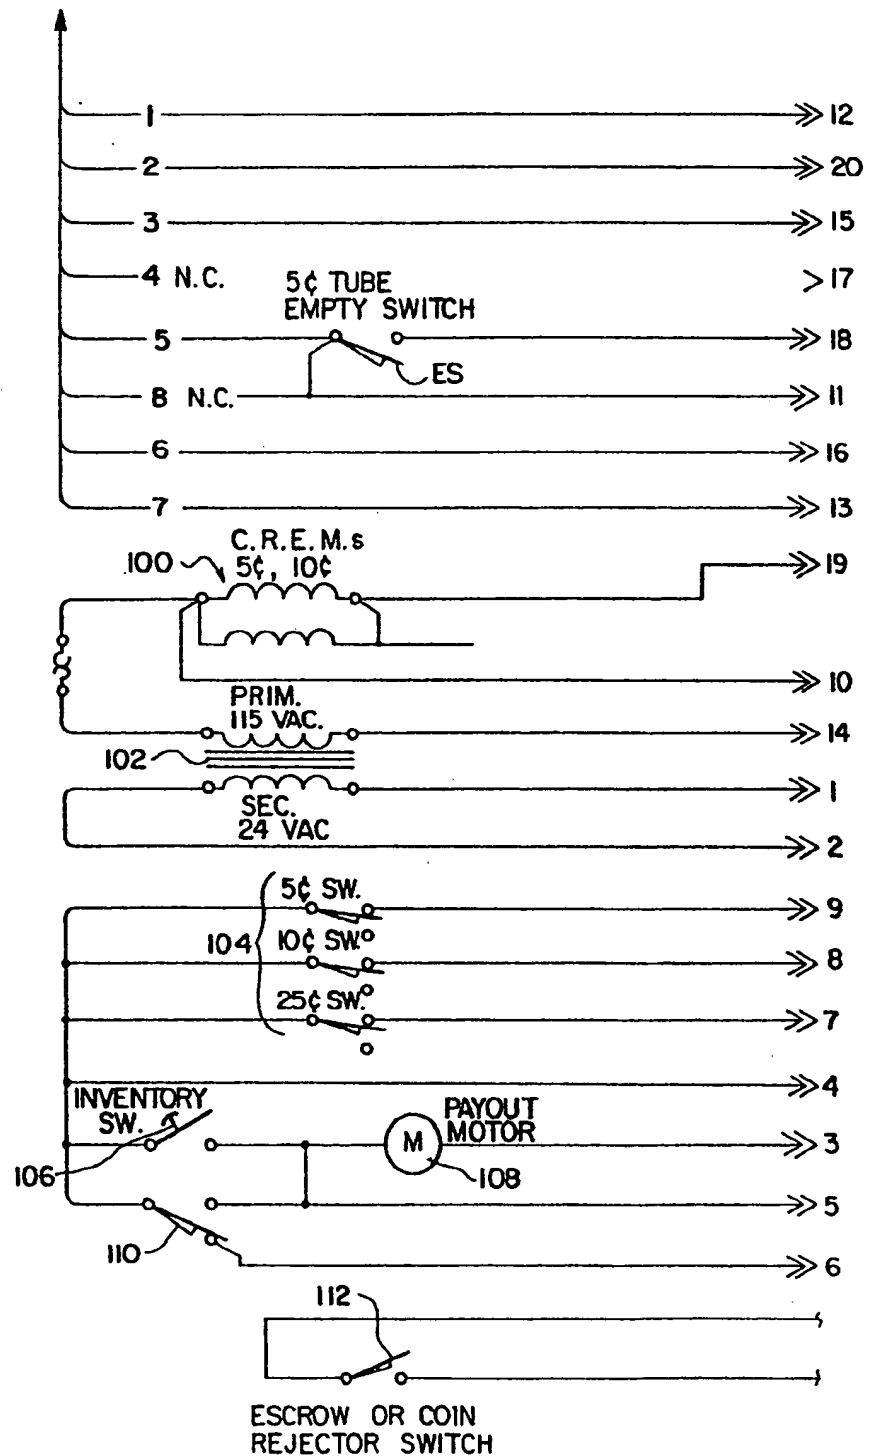 1 12
2 20
3 15
4 N.C. 17
5¢ TUBE
EMPTY SWITCH
5 18
ES
8 N.C. 11
6 16
7 13
C.R.E.M.s
100 5¢, 10¢ 19
10
PRIM.
115 VAC. 14
102
1
SEC.
24 VAC 2
5¢ SW. 9
104 10¢ SW. 8
25¢ SW. 7
4
INVENTORY
SW.
PAYOUT
MOTOR
M 3
106
108
5
110
6
112
ESCROW OR COIN
REJECTOR SWITCH